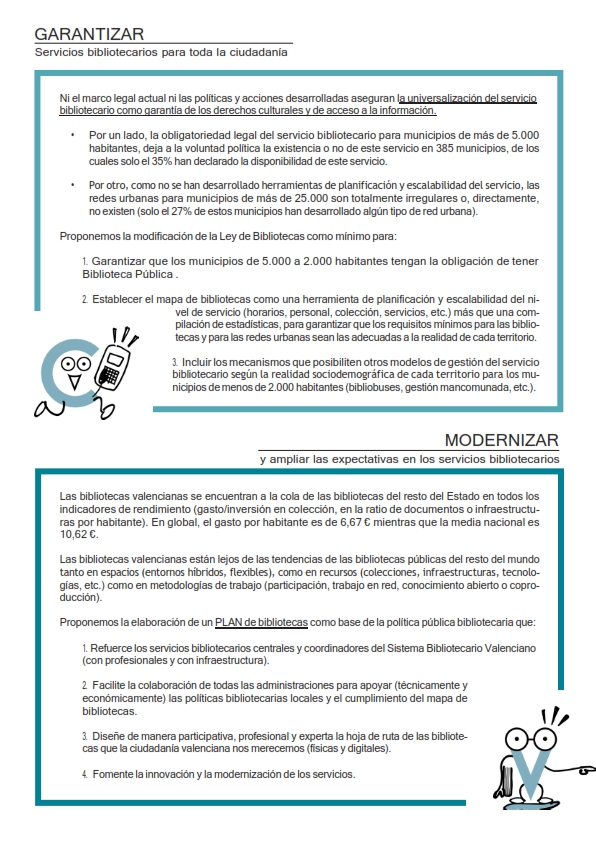 GARANTIZAR
Servicios bibliotecarios para toda la ciudadanía
Ni el marco legal actual ni las políticas y acciones desarrolladas aseguran la universalización del servicio
bibliotecario como garantía de los derechos culturales y de acceso a la información.
• Por un lado, la obligatoriedad legal del servicio bibliotecario para municipios de más de 5.000
habitantes, deja a la voluntad política la existencia o no de este servicio en 385 municipios, de los
cuales solo el 35% han declarado la disponibilidad de este servicio.
• Por otro, como no se han desarrollado herramientas de planificación y escalabilidad del servicio, las
redes urbanas para municipios de más de 25.000 son totalmente irregulares o, directamente,
no existen (solo el 27% de estos municipios han desarrollado algún tipo de red urbana).
Proponemos la modificación de la Ley de Bibliotecas como mínimo para:
1. Garantizar que los municipios de 5.000 a 2.000 habitantes tengan la obligación de tener
Biblioteca Pública .
2. Establecer el mapa de bibliotecas como una herramienta de planificación y escalabilidad del ni-
vel de servicio (horarios, personal, colección, servicios, etc.) más que una com-
pilación de estadísticas, para garantizar que los requisitos mínimos para las biblio-
tecas y para las redes urbanas sean las adecuadas a la realidad de cada territorio.
3. Incluir los mecanismos que posibiliten otros modelos de gestión del servicio
bibliotecario según la realidad sociodemográfica de cada territorio para los mu-
nicipios de menos de 2.000 habitantes (bibliobuses, gestión mancomunada, etc.).
MODERNIZAR
y ampliar las expectativas en los servicios bibliotecarios
Las bibliotecas valencianas se encuentran a la cola de las bibliotecas del resto del Estado en todos los
indicadores de rendimiento (gasto/inversión en colección, en la ratio de documentos o infraestructu-
ras por habitante). En global, el gasto por habitante es de 6,67 € mientras que la media nacional es
10,62 €.
Las bibliotecas valencianas están lejos de las tendencias de las bibliotecas públicas del resto del mundo
tanto en espacios (entornos híbridos, flexibles), como en recursos (colecciones, infraestructuras, tecnolo-
gías, etc.) como en metodologías de trabajo (participación, trabajo en red, conocimiento abierto o copro-
ducción).
Proponemos la elaboración de un PLAN de bibliotecas como base de la política pública bibliotecaria que:
1. Refuerce los servicios bibliotecarios centrales y coordinadores del Sistema Bibliotecario Valenciano
(con profesionales y con infraestructura).
2. Facilite la colaboración de todas las administraciones para apoyar (técnicamente y
económicamente) las políticas bibliotecarias locales y el cumplimiento del mapa de
bibliotecas.
3. Diseñe de manera participativa, profesional y experta la hoja de ruta de las bibliote-
cas que la ciudadanía valenciana nos merecemos (físicas y digitales).
4. Fomente la innovación y la modernización de los servicios.